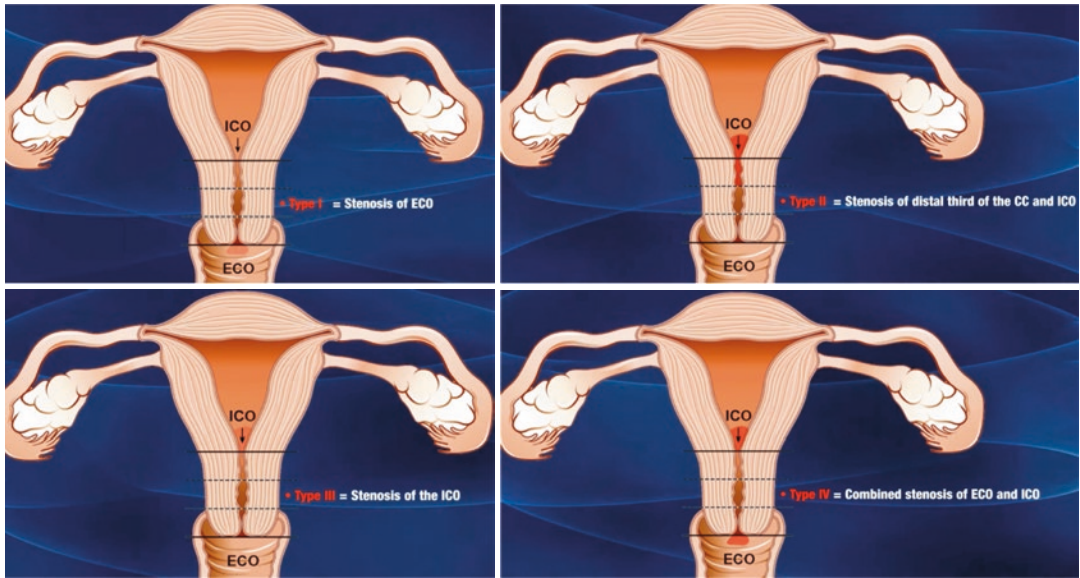 ICO
• Type I = Stenosis of ECO
ECO
ICO
• Type II = Stenosis of distal third of the CC and ICO
ECO
ICO
• Type III = Stenosis of the ICO
ECO
ICO
• Type IV = Combined stenosis of ECO and ICO
ECO